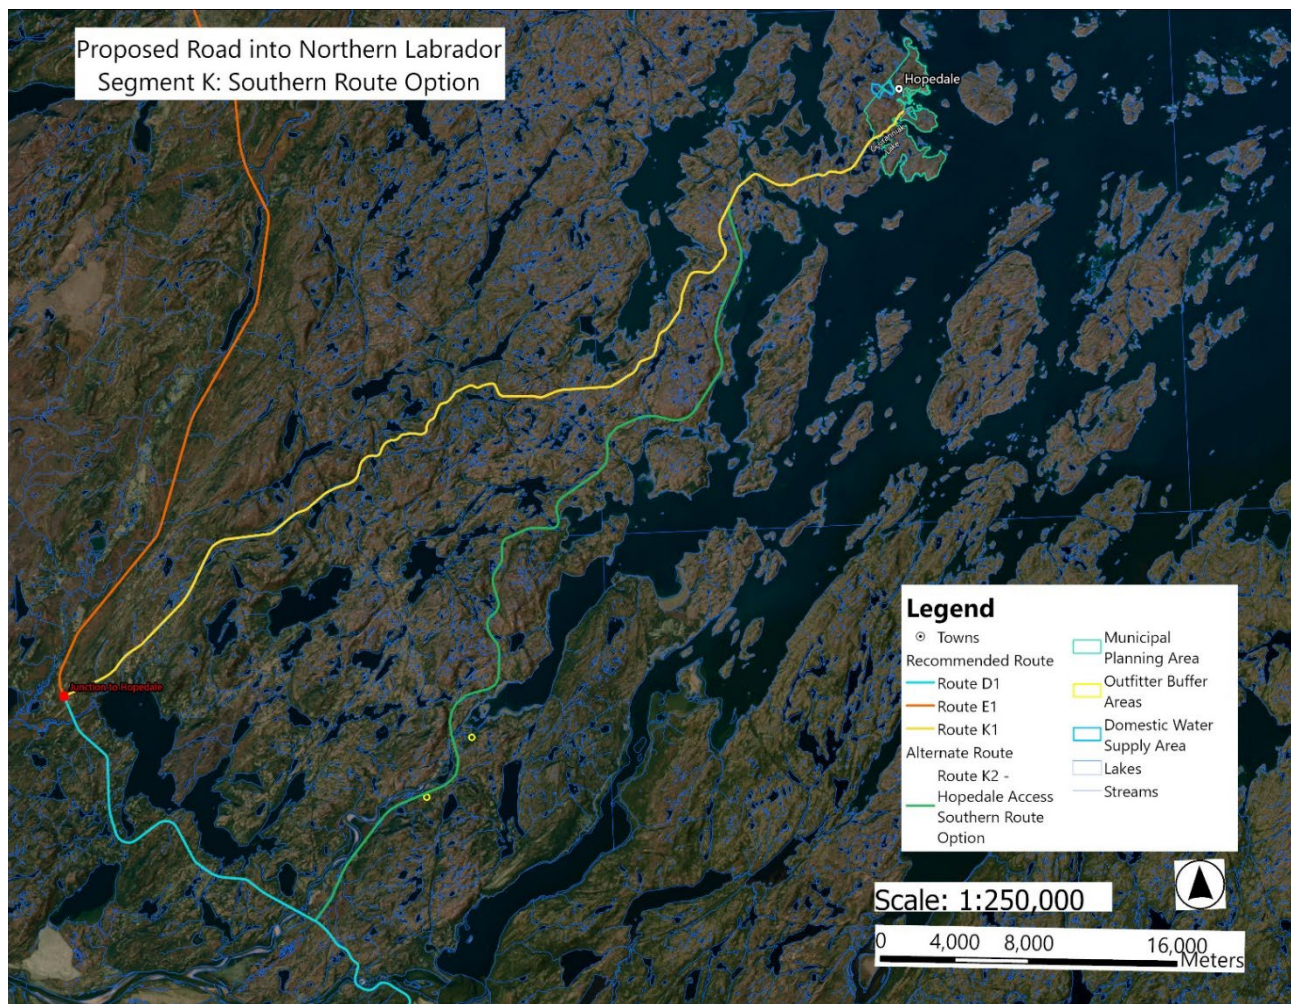 Proposed Road into Northern Labrador
Segment K: Southern Route Option
Hopedale
Lake
Junction to Hopedale
Legend
Towns
Recommended Route
Route D1
Route E1
Route K1
Alternate Route
Route K2 -
Hopedale Access
Southern Route
Option
Municipal
Planning Area
Outfitter Buffer
Areas
Domestic Water
Supply Area
Lakes
Streams
Scale: 1:250,000
0 4,000 8,000 16,000
Meters